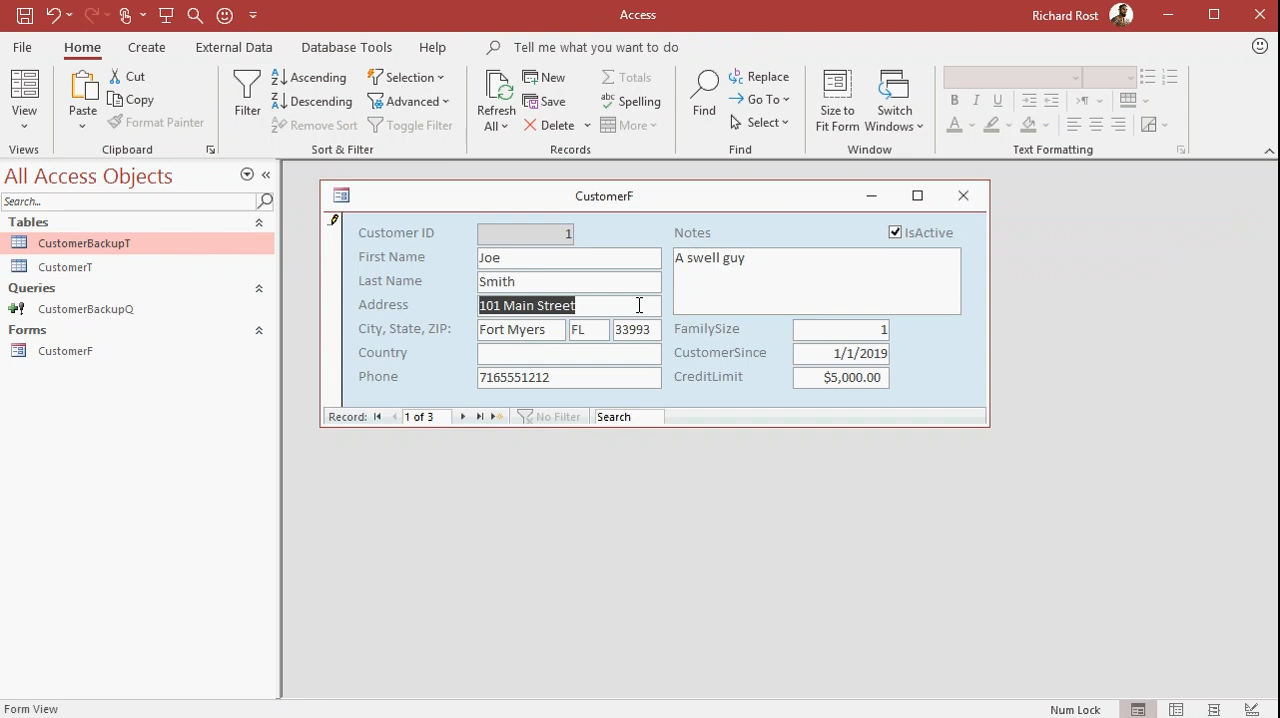 Access
Richard Rost
File Home Create External Data Database Tools Help Tell me what you want to do
View
Views
Paste
Cut
Copy
Format Painter
Clipboard
Filter
Ascending
Descending
Remove Sort
Selection
Advanced
Toggle Filter
Sort & Filter
Refresh
All
New
Save
Delete
Totals
Spelling
More
Records
Find
Replace
Go To
Select
Find
Size to
Fit Form
Switch
Windows
Window
B I U
A
Text Formatting
All Access Objects
Search...
Tables
CustomerBackupT
CustomerT
Queries
CustomerBackupQ
Forms
CustomerF
CustomerF
Customer ID 1
First Name Joe
Last Name Smith
Address 101 Main Street
City, State, ZIP: Fort Myers FL 33993
Country
Phone 7165551212
Notes IsActive
A swell guy
FamilySize 1
CustomerSince 1/1/2019
CreditLimit $5,000.00
Record: 1 of 3 No Filter Search
Form View
Num Lock